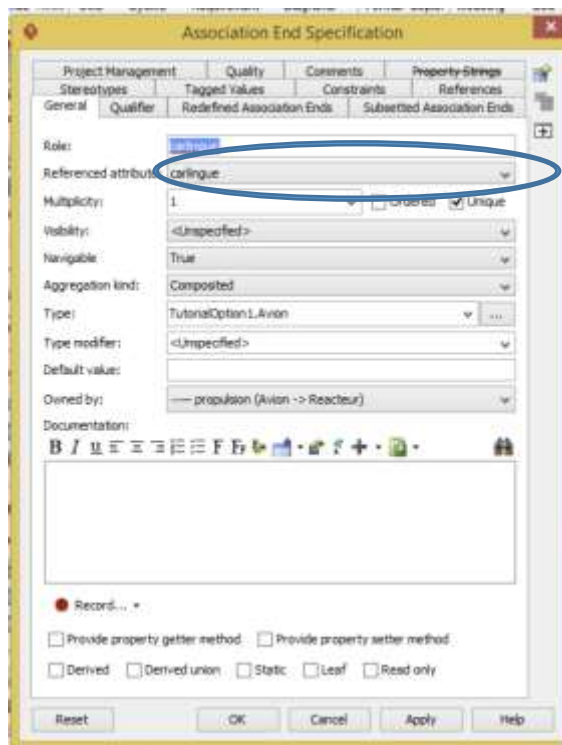 Association End Specification
Project Management Quality Comments Property Strings
Stereotypes Tagged Values Constraints References
General Qualifier Redefined Association Ends Subsetted Association Ends
Role: carlingue
Referenced attribute: carlingue
Multiplicity: 1 Ordered Unique
Visibility: <Unspecified>
Navigable True
Aggregation kind: Composited
Type: TutorialOption1.Avion ...
Type modifier: <Unspecified>
Default value:
Owned by: propulsion (Avion -> Reacteur)
Documentation:
B I U
Record...
Provide property getter method Provide property setter method
Derived Derived union Static Leaf Read only
Reset OK Cancel Apply Help